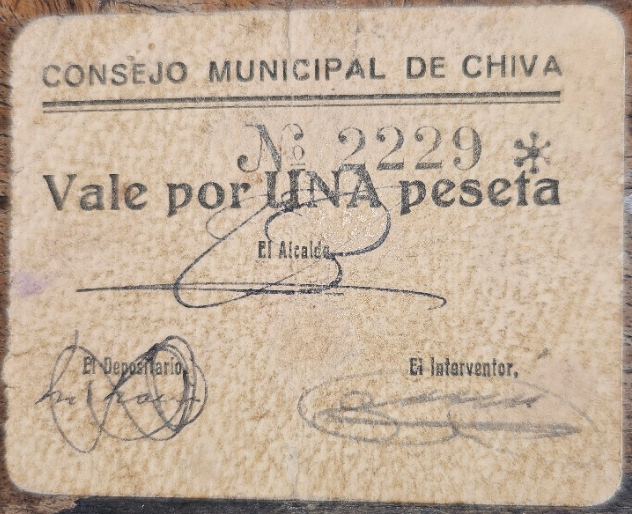 CONSEJO MUNICIPAL DE CHIVA
No 2229 *
Vale por UNA peseta
El Alcalde
El Depositario,
El Interventor,